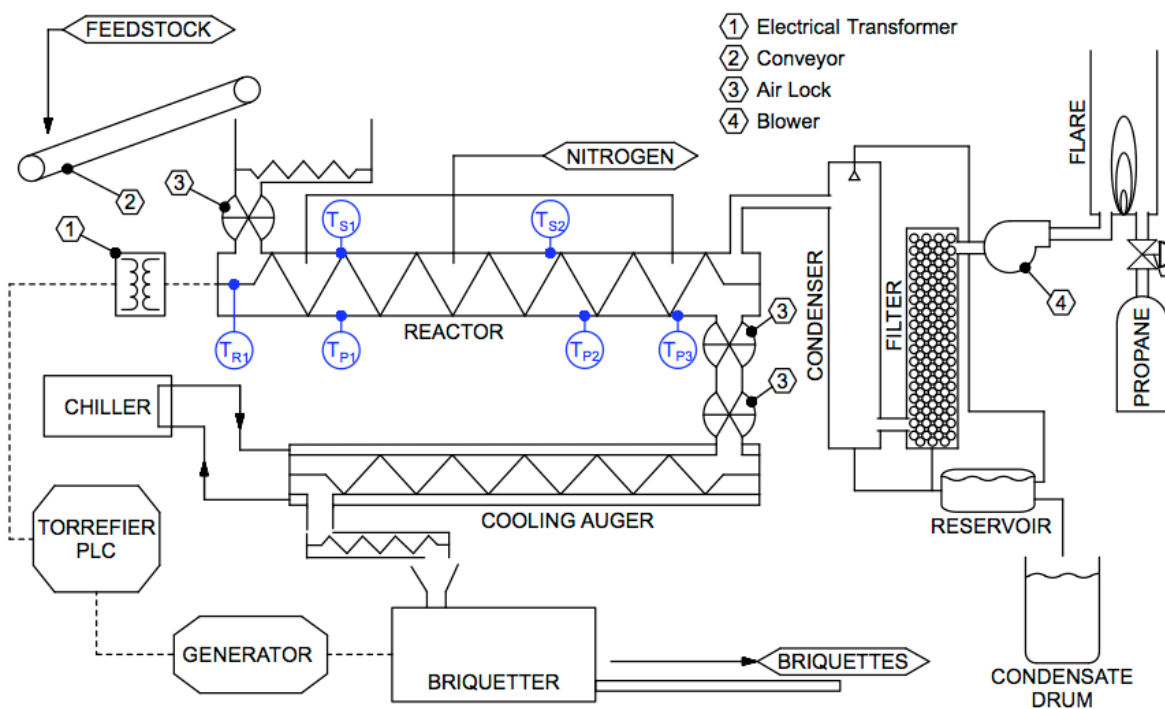 FEEDSTOCK
1 Electrical Transformer
2 Conveyor
3 Air Lock
4 Blower
FLARE
NITROGEN
3
2
1
TS1
TS2
4
REACTOR
TR1
TP1
TP2
TP3
3
3
CONDENSER
FILTER
PROPANE
CHILLER
COOLING AUGER
RESERVOIR
TORREFIER
PLC
GENERATOR
BRIQUETTER
BRIQUETTES
CONDENSATE
DRUM